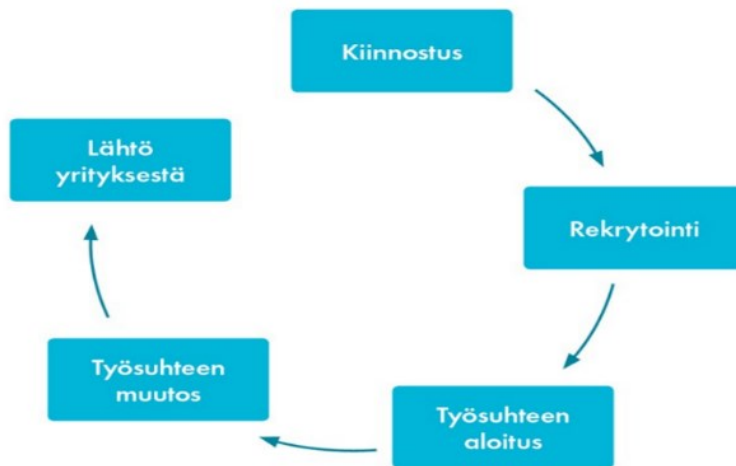 Kiinnostus
Rekrytointi
Työsuhteen
aloitus
Työsuhteen
muutos
Lähtö
yrityksestä